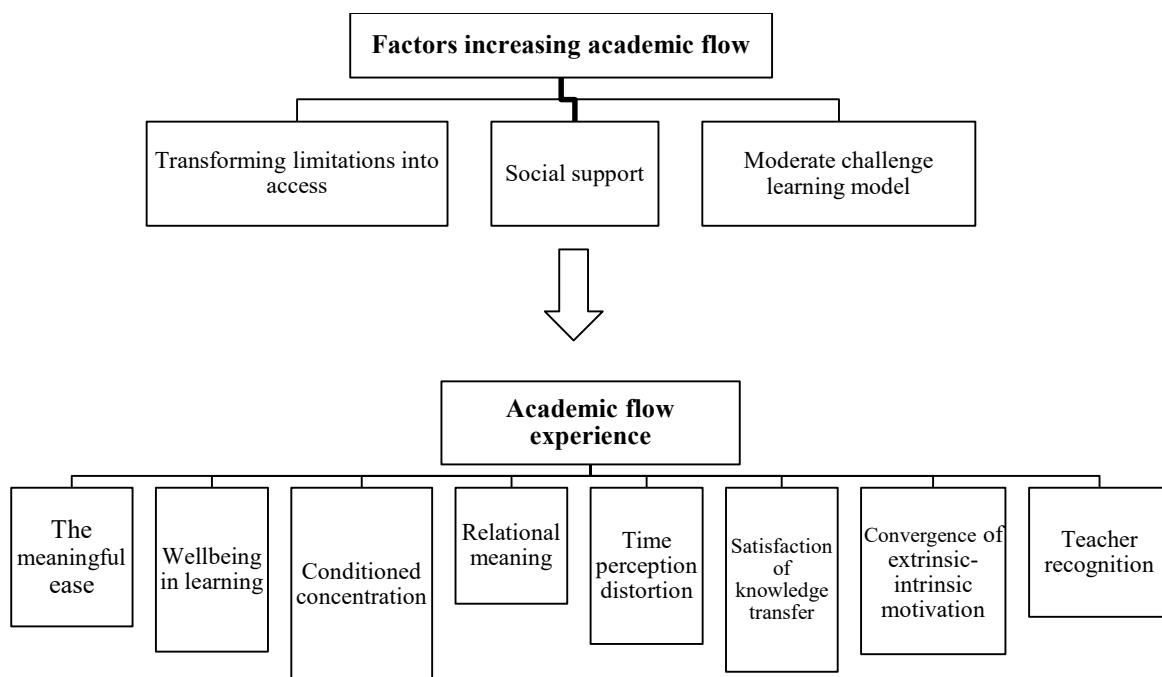 Factors increasing academic flow
Transforming limitations into
access
Social support
Moderate challenge
learning model
Academic flow
experience
The
meaningful
ease
Wellbeing
in learning
Conditioned
concentration
Relational
meaning
Time
perception
distortion
Satisfaction
of
knowledge
transfer
Convergence of
extrinsic-
intrinsic
motivation
Teacher
recognition